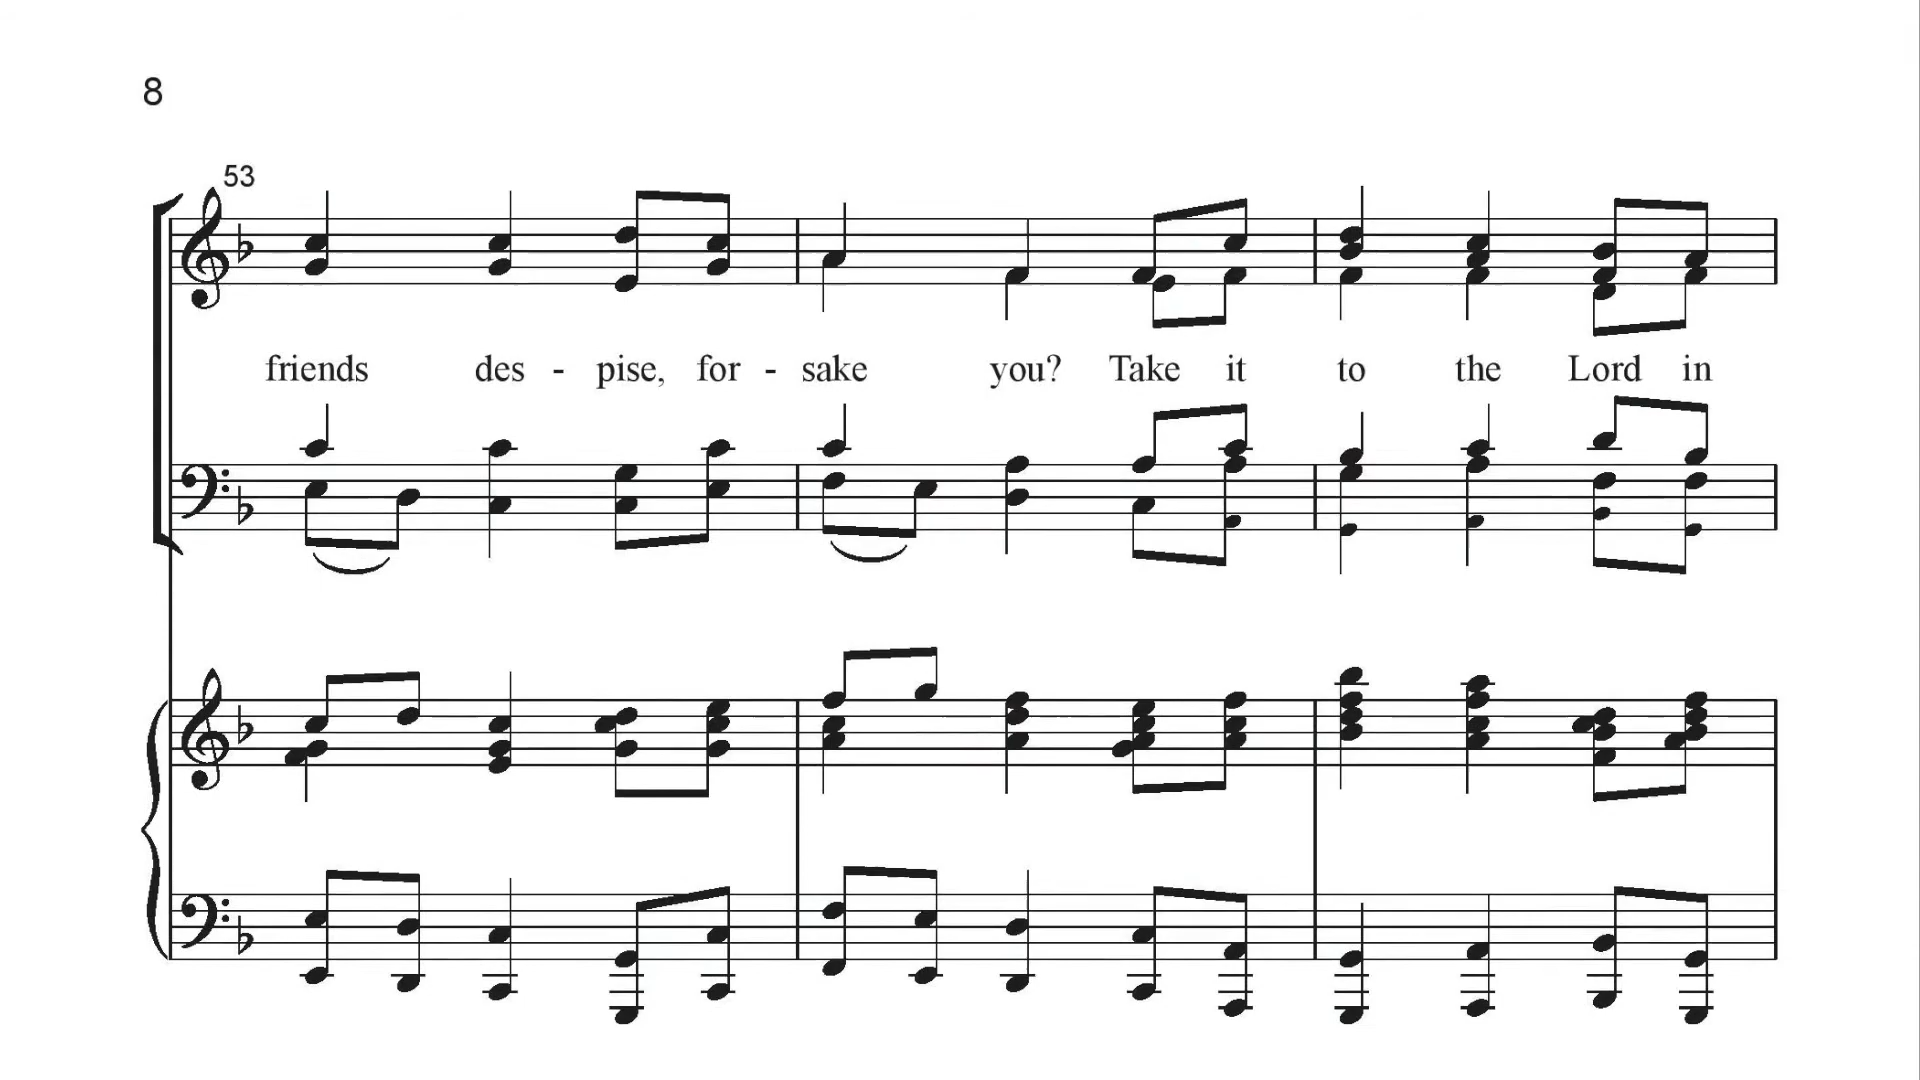 8
53
friends des - pise, for - sake you? Take it to the Lord in